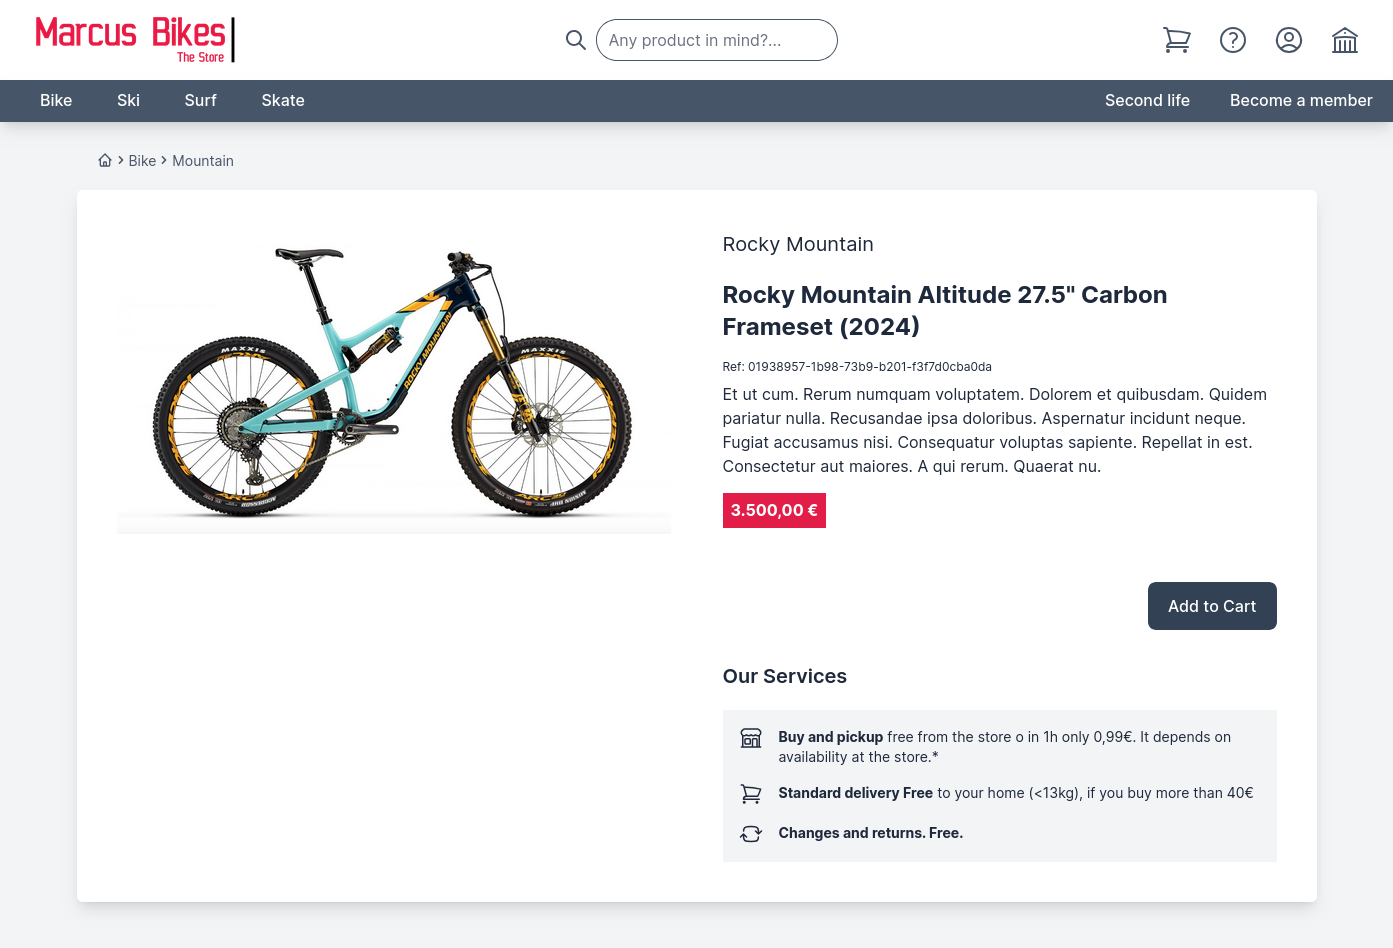 Marcus Bikes
The Store
Any product in mind?...
Bike
Ski
Surf
Skate
Second life
Become a member
Bike
Mountain
MAXXIS
MAXXIS
ROCKY MOUNTAIN
Rocky Mountain
Rocky Mountain Altitude 27.5" Carbon
Frameset (2024)
Ref: 01938957-1b98-73b9-b201-f3f7d0cba0da
Et ut cum. Rerum numquam voluptatem. Dolorem et quibusdam. Quidem
pariatur nulla. Recusandae ipsa doloribus. Aspernatur incidunt neque.
Fugiat accusamus nisi. Consequatur voluptas sapiente. Repellat in est.
Consectetur aut maiores. A qui rerum. Quaerat nu.
3.500,00 €
Add to Cart
Our Services
Buy and pickup free from the store o in 1h only 0,99€. It depends on
availability at the store.*
Standard delivery Free to your home (<13kg), if you buy more than 40€
Changes and returns. Free.